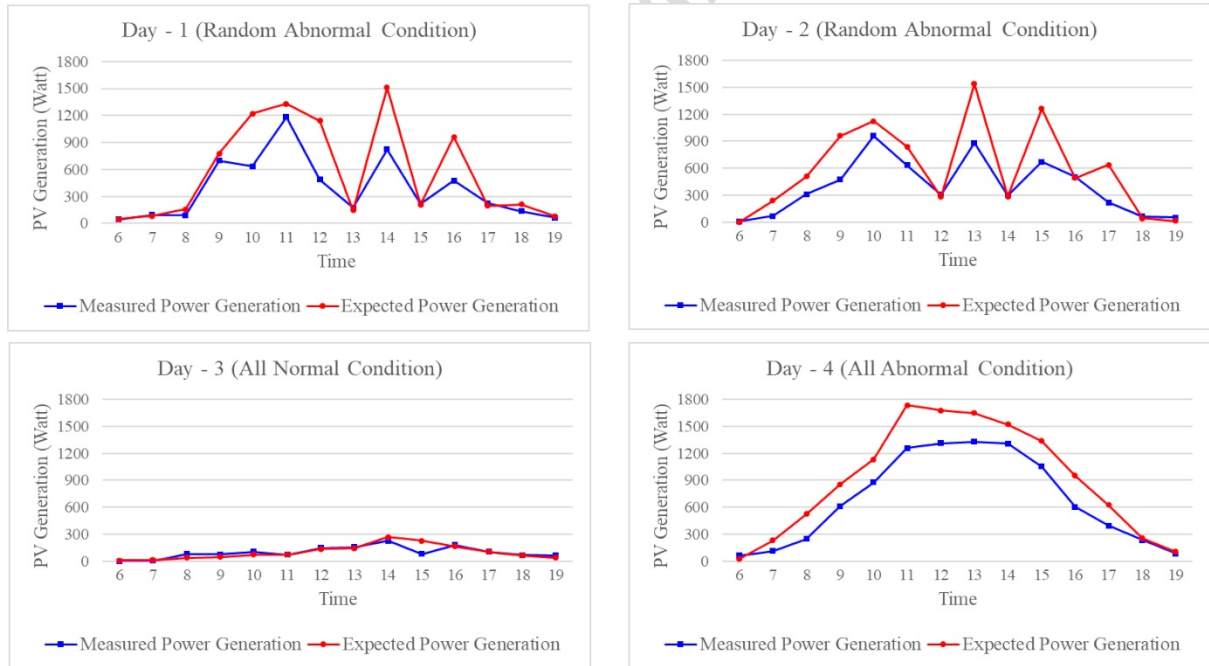 Day - 1 (Random Abnormal Condition)
PV Generation (Watt)
1800
1500
1200
900
600
300
0
6 7 8 9 10 11 12 13 14 15 16 17 18 19
Time
Measured Power Generation Expected Power Generation
Day - 2 (Random Abnormal Condition)
PV Generation (Watt)
1800
1500
1200
900
600
300
0
6 7 8 9 10 11 12 13 14 15 16 17 18 19
Time
Measured Power Generation Expected Power Generation
Day - 3 (All Normal Condition)
PV Generation (Watt)
1800
1500
1200
900
600
300
0
6 7 8 9 10 11 12 13 14 15 16 17 18 19
Time
Measured Power Generation Expected Power Generation
Day - 4 (All Abnormal Condition)
PV Generation (Watt)
1800
1500
1200
900
600
300
0
6 7 8 9 10 11 12 13 14 15 16 17 18 19
Time
Measured Power Generation Expected Power Generation